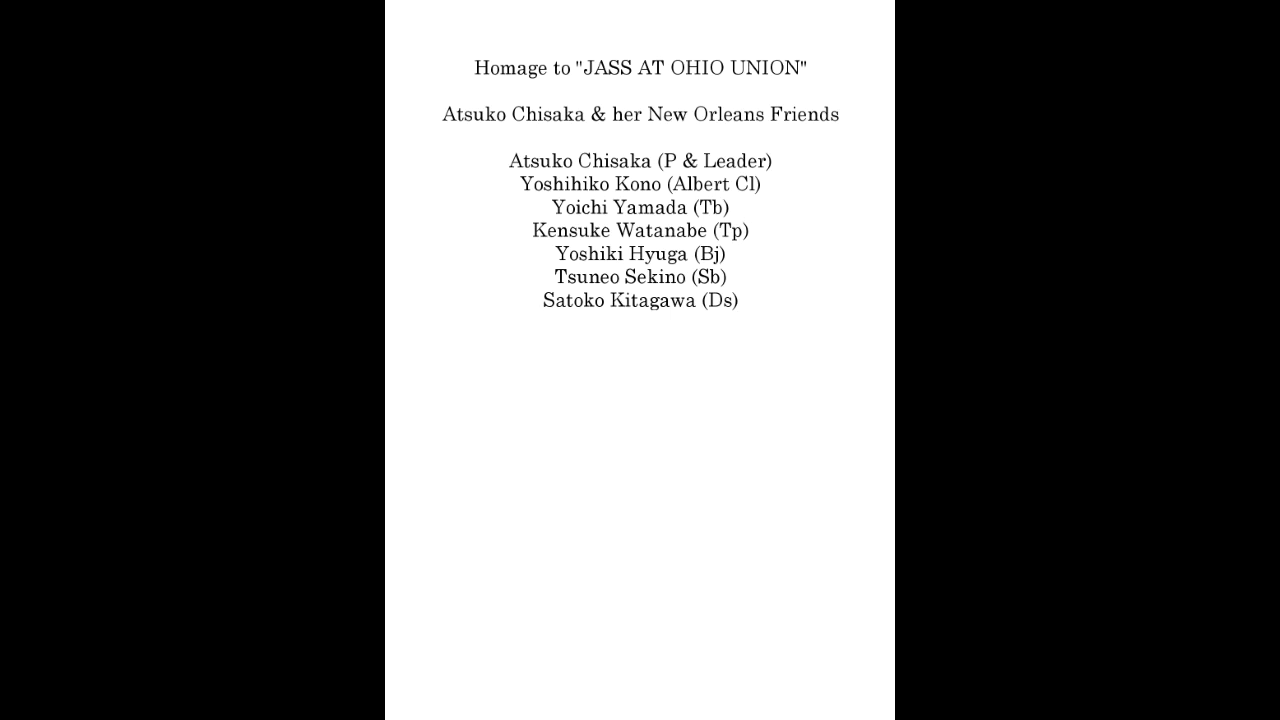 Homage to "JASS AT OHIO UNION"
Atsuko Chisaka & her New Orleans Friends
Atsuko Chisaka (P & Leader)
Yoshihiko Kono (Albert Cl)
Yoichi Yamada (Tb)
Kensuke Watanabe (Tp)
Yoshiki Hyuga (Bj)
Tsuneo Sekino (Sb)
Satoko Kitagawa (Ds)